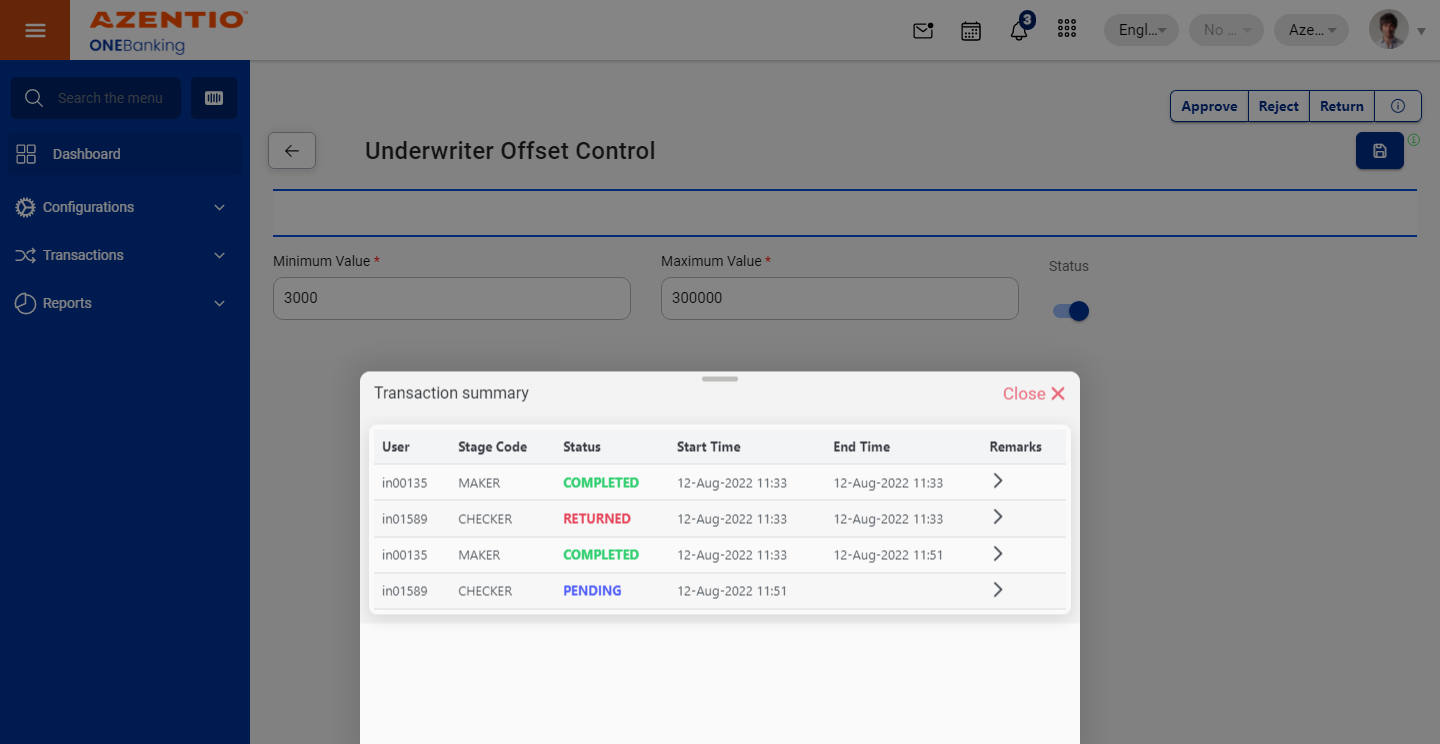 AZENTIO™
ONEBanking
3
Engl...
No ...
Aze...
Search the menu
Dashboard
Configurations
Transactions
Reports
Approve Reject Return
Underwriter Offset Control
Minimum Value * Maximum Value * Status
3000 300000
Transaction summary Close
User Stage Code Status Start Time End Time Remarks
in00135 MAKER COMPLETED 12-Aug-2022 11:33 12-Aug-2022 11:33
in01589 CHECKER RETURNED 12-Aug-2022 11:33 12-Aug-2022 11:33
in00135 MAKER COMPLETED 12-Aug-2022 11:33 12-Aug-2022 11:51
in01589 CHECKER PENDING 12-Aug-2022 11:51